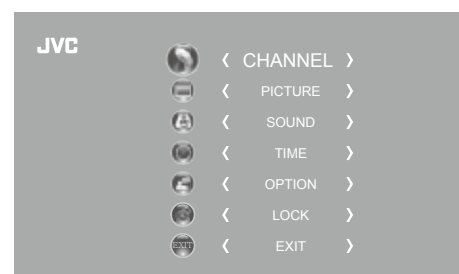 JVC
〈 CHANNEL 〉
〈 PICTURE 〉
〈 SOUND 〉
〈 TIME 〉
〈 OPTION 〉
〈 LOCK 〉
EXIT 〈 EXIT 〉